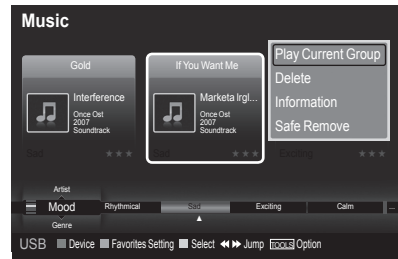 Music
Gold
Interference
Once Ost
2007
Soundtrack
Sad
If You Want Me
Marketa Irgl...
Once Ost
2007
Soundtrack
Sad
Play Current Group
Delete
Information
Safe Remove
Exciting
Artist
Mood
Genre
Rhythmical
Sad
Exciting
Calm
...
USB Device Favorites Setting Select Jump TOOLS Option